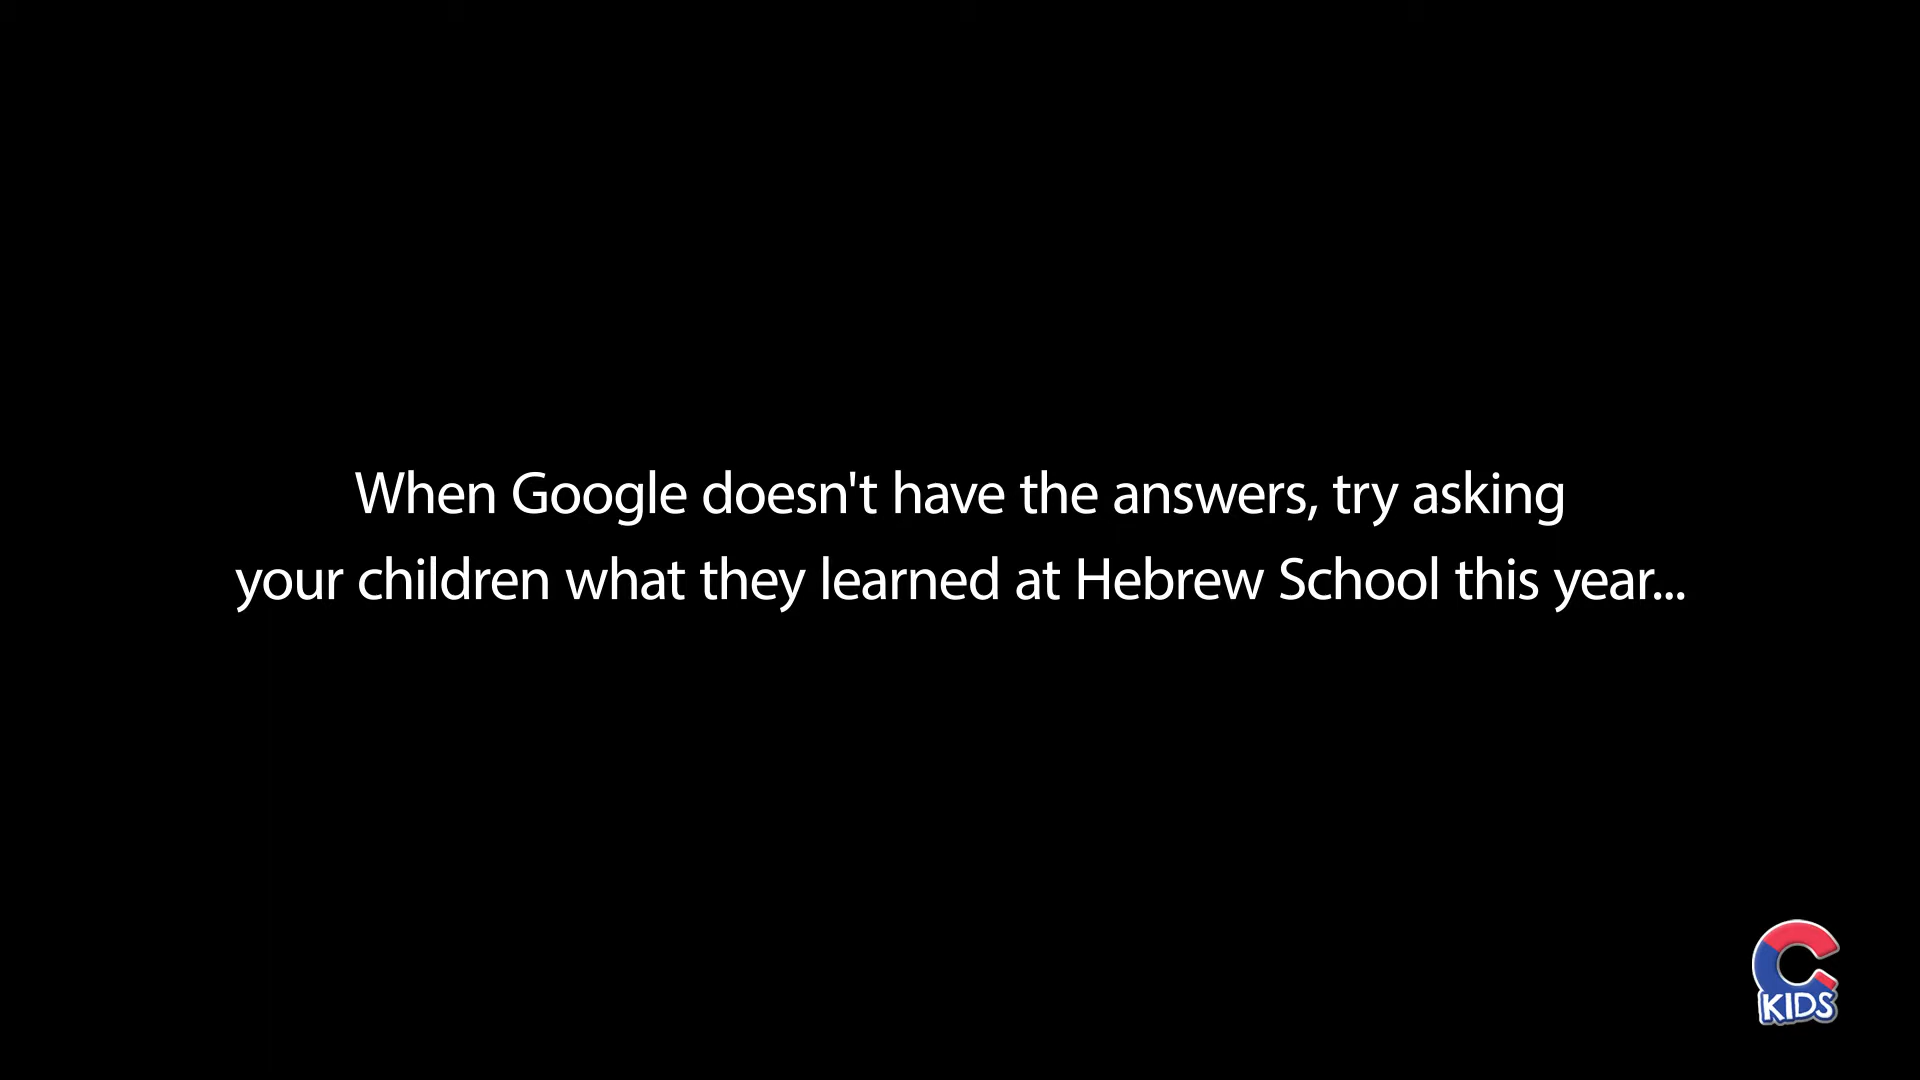 When Google doesn't have the answers, try asking
your children what they learned at Hebrew School this year...
C
KIDS